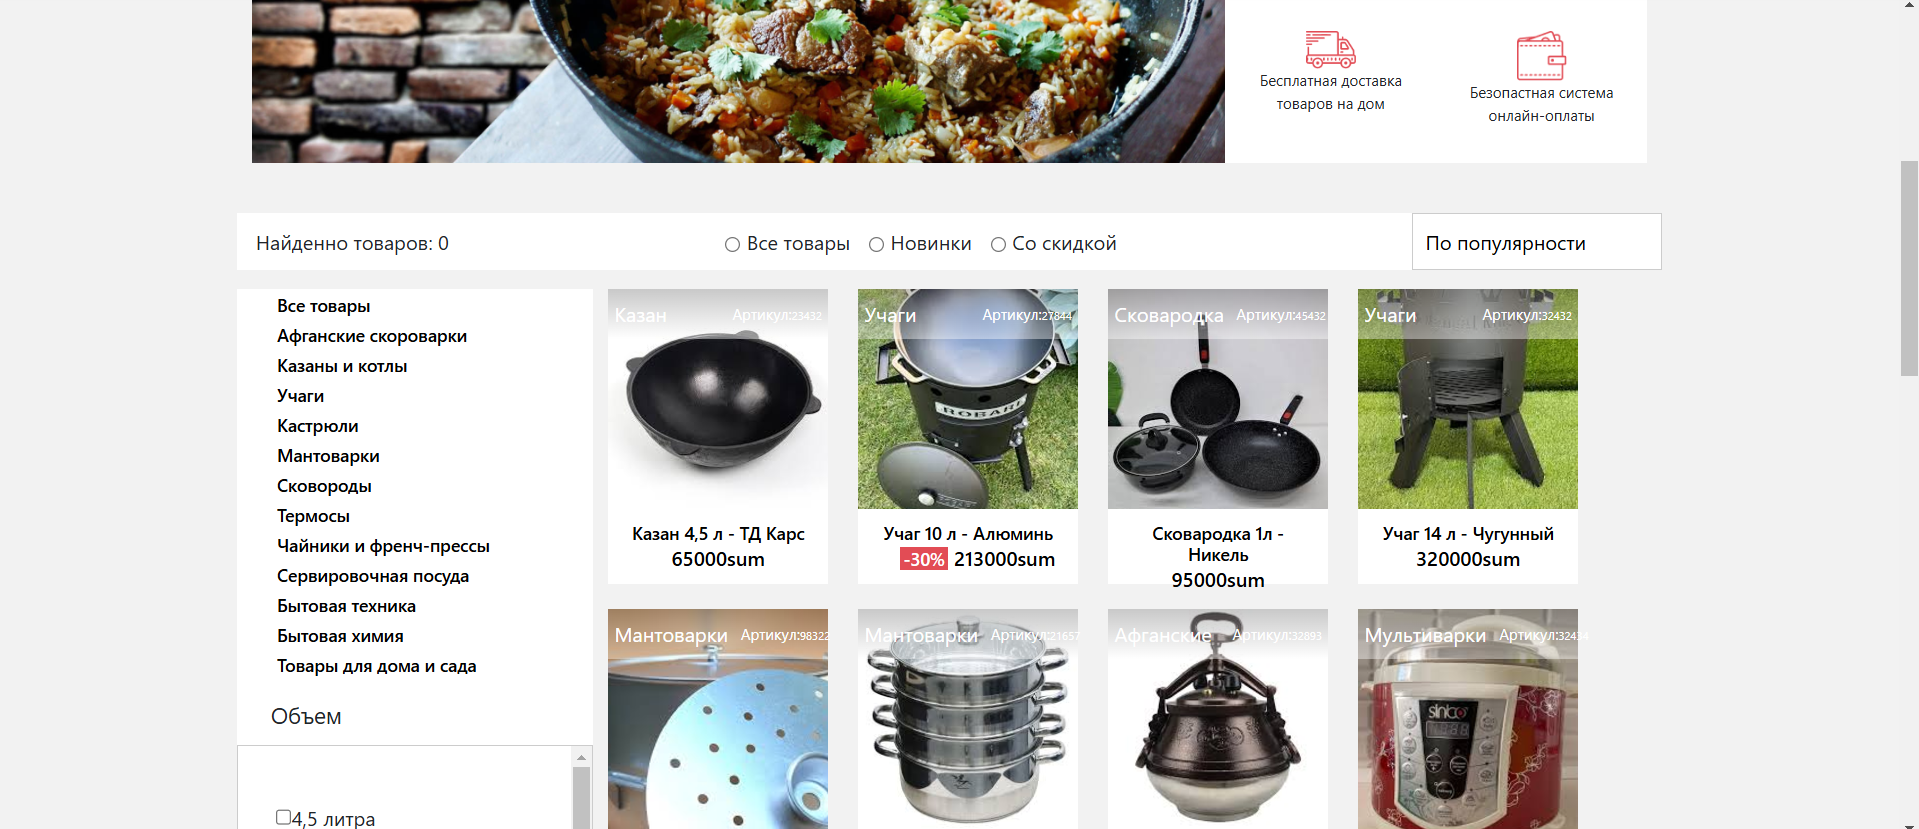 Бесплатная доставка
товаров на дом
Безопастная система
онлайн-оплаты
Найденно товаров: 0
Все товары
Новинки
Со скидкой
По популярности
Все товары
Афганские скороварки
Казаны и котлы
Учаги
Кастрюли
Мантоварки
Сковороды
Термосы
Чайники и френч-прессы
Сервировочная посуда
Бытовая техника
Бытовая химия
Товары для дома и сада
Объем
4,5 литра
Казан Артикул:23432
Казан 4,5 л - ТД Карс
65000sum
Учаги Артикул:27844
ROBARD
Учаг 10 л - Алюминь
-30% 213000sum
Сковародка Артикул:45432
Сковародка 1л -
Никель
95000sum
Учаги Артикул:32432
Учаг 14 л - Чугунный
320000sum
Мантоварки Артикул:98322
Мантоварки Артикул:21657
Афганские Артикул:32893
Мультиварки Артикул:32434
sinbo